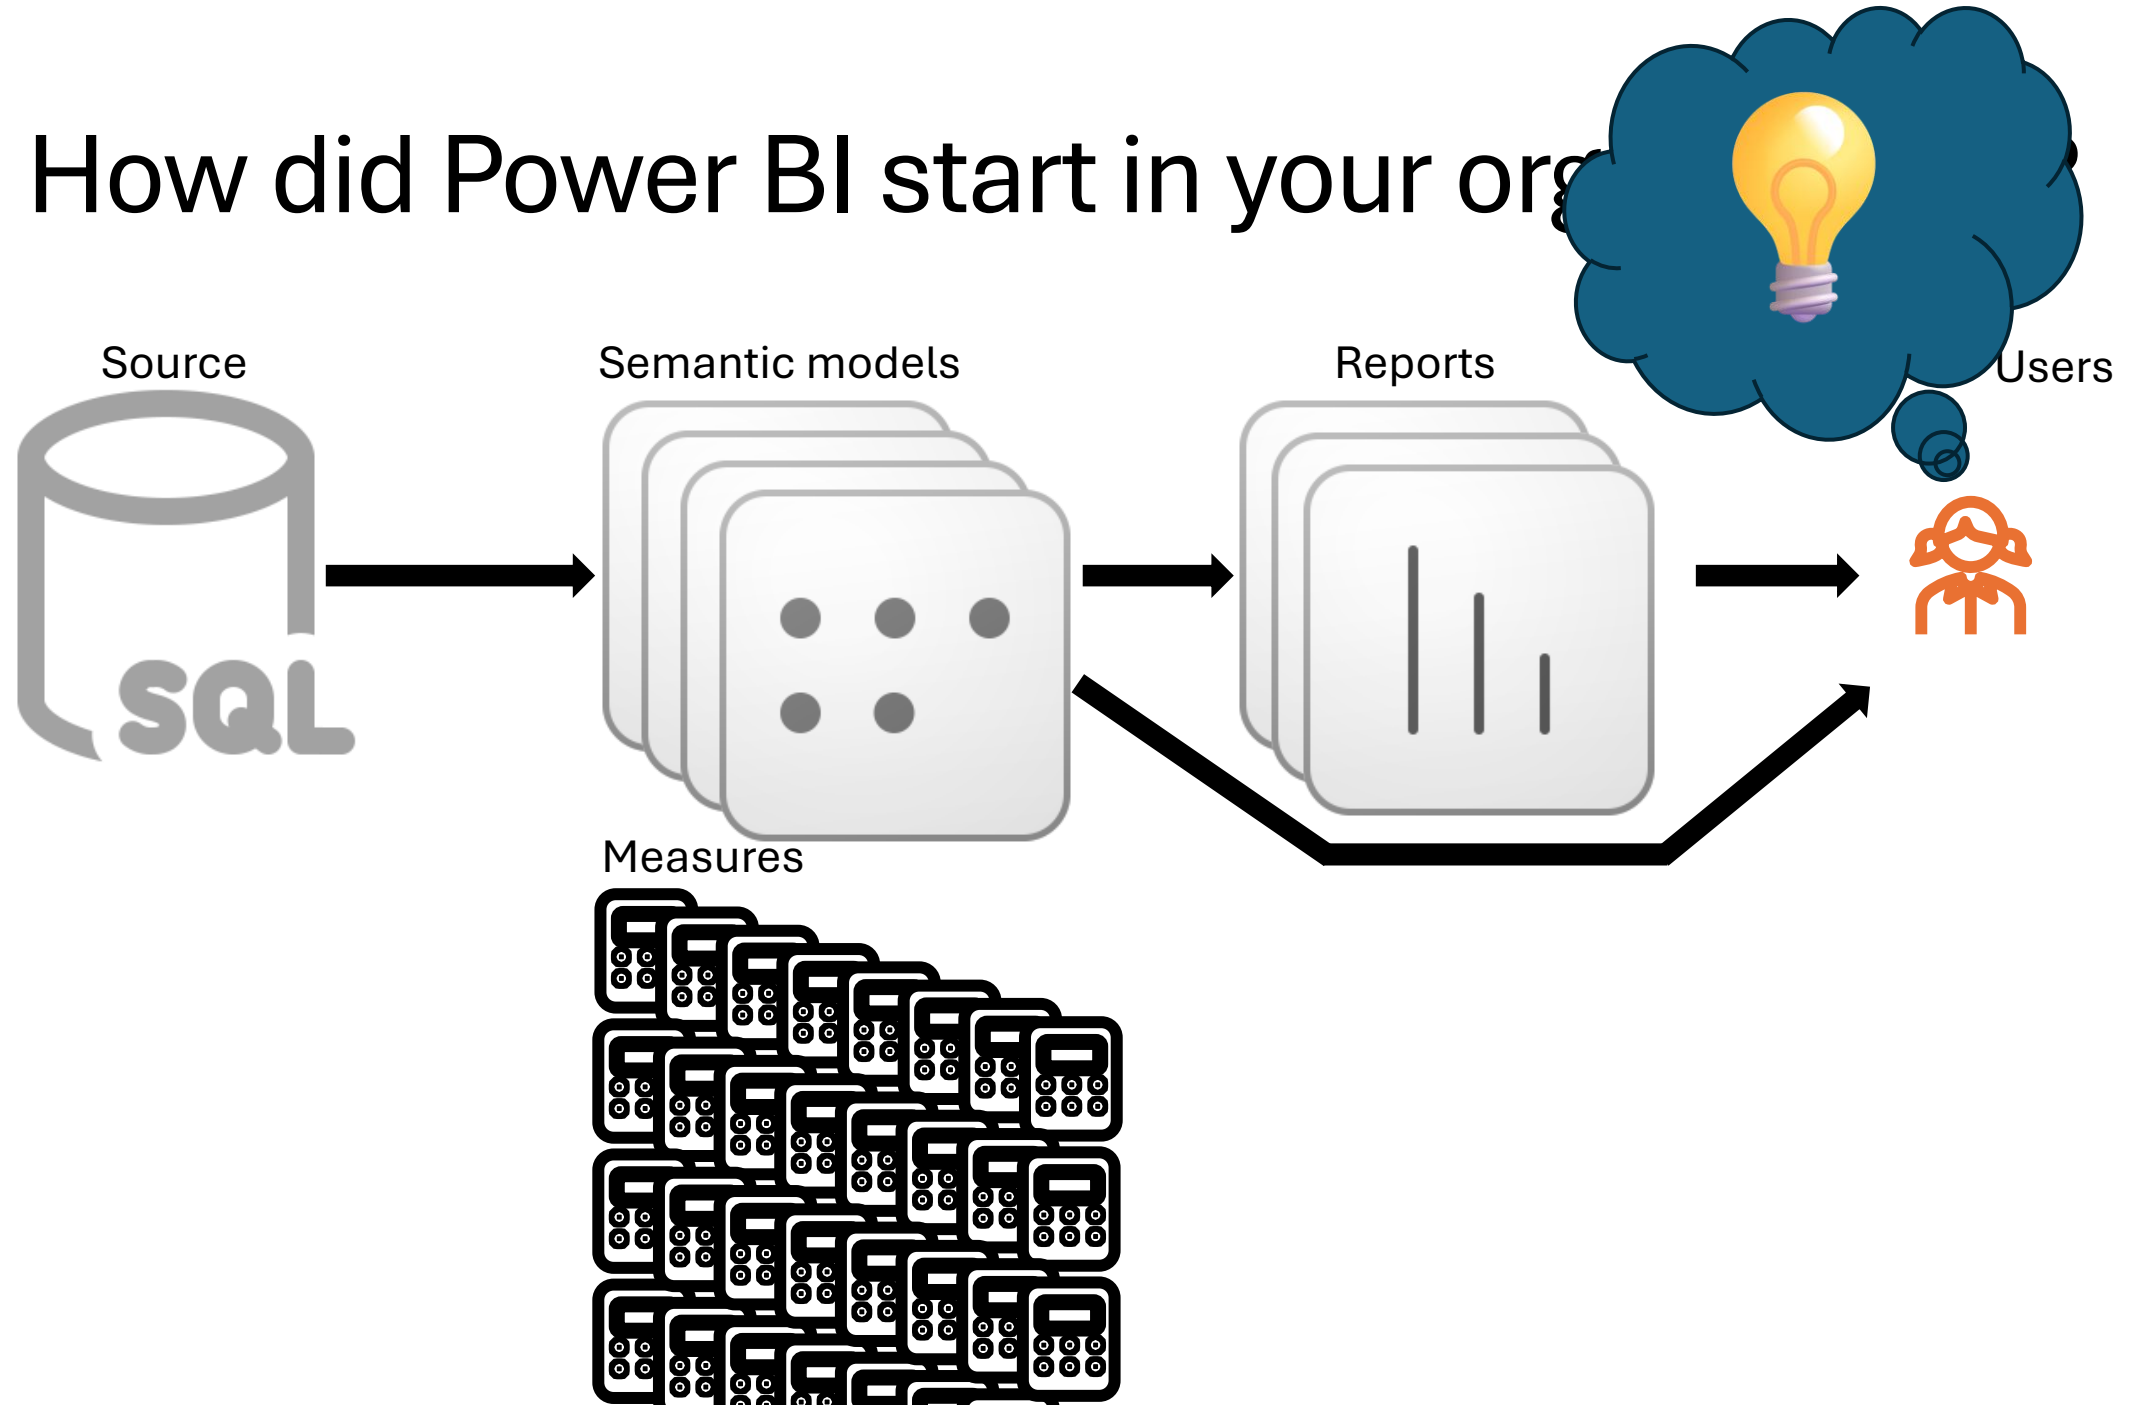 How did Power BI start in your org
Source
Semantic models
Reports
Users
SQL
Measures